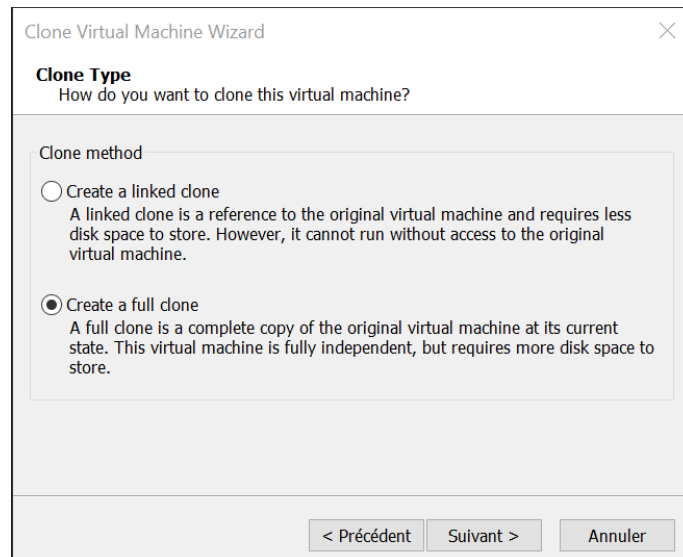 Clone Virtual Machine Wizard
Clone Type
How do you want to clone this virtual machine?
Clone method
Create a linked clone
A linked clone is a reference to the original virtual machine and requires less
disk space to store. However, it cannot run without access to the original
virtual machine.
Create a full clone
A full clone is a complete copy of the original virtual machine at its current
state. This virtual machine is fully independent, but requires more disk space to
store.
< Précédent
Suivant >
Annuler